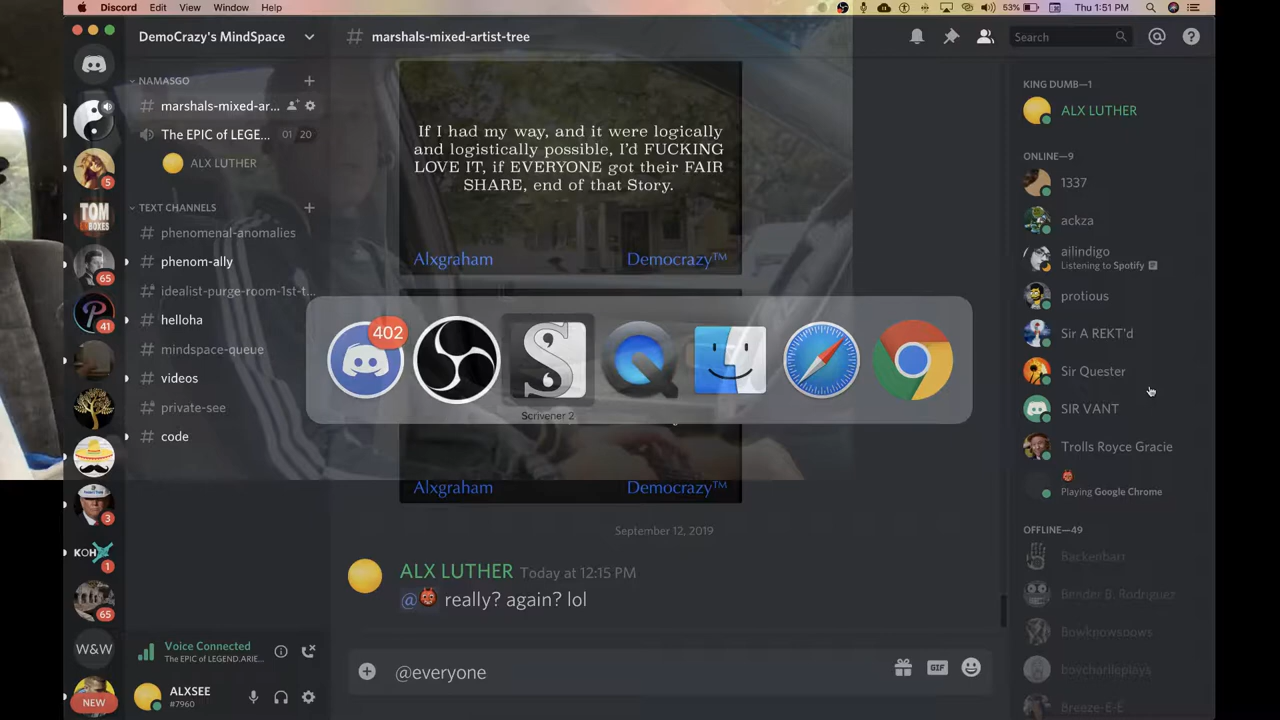 Discord Edit View Window Help
53% Thu 1:51 PM
DemoCrazy's MindSpace
# marshals-mixed-artist-tree
Search
NAMASGO
# marshals-mixed-ar...
The EPIC of LEGE... 01 20
ALX LUTHER
TEXT CHANNELS
# phenomenal-anomalies
# phenom-ally
# idealist-purge-room-1st-t...
# helloha
# mindspace-queue
# videos
# private-see
# code
5
TOM
BOXES
65
41
3
KOH
1
65
W&W
NEW
If I had my way, and it were logically
and logistically possible, I'd FUCKING
LOVE IT, if EVERYONE got their FAIR
SHARE, end of that Story.
Alxgraham Democrazy™
402
Scrivener 2
Alxgraham Democrazy™
September 12, 2019
ALX LUTHER Today at 12:15 PM
@👹 really? again? lol
@everyone
GIF
Voice Connected
The EPIC of LEGEND.ARIE...
ALXSEE
#7960
KING DUMB—1
ALX LUTHER
ONLINE—9
1337
ackza
ailindigo
Listening to Spotify
protious
Sir A REKT'd
Sir Quester
SIR VANT
Trolls Royce Gracie
👹
Playing Google Chrome
OFFLINE—49
Backenbarr
Bender B. Rodriguez
Bowknowsnows
boycharlieplays
Breeze-E-E